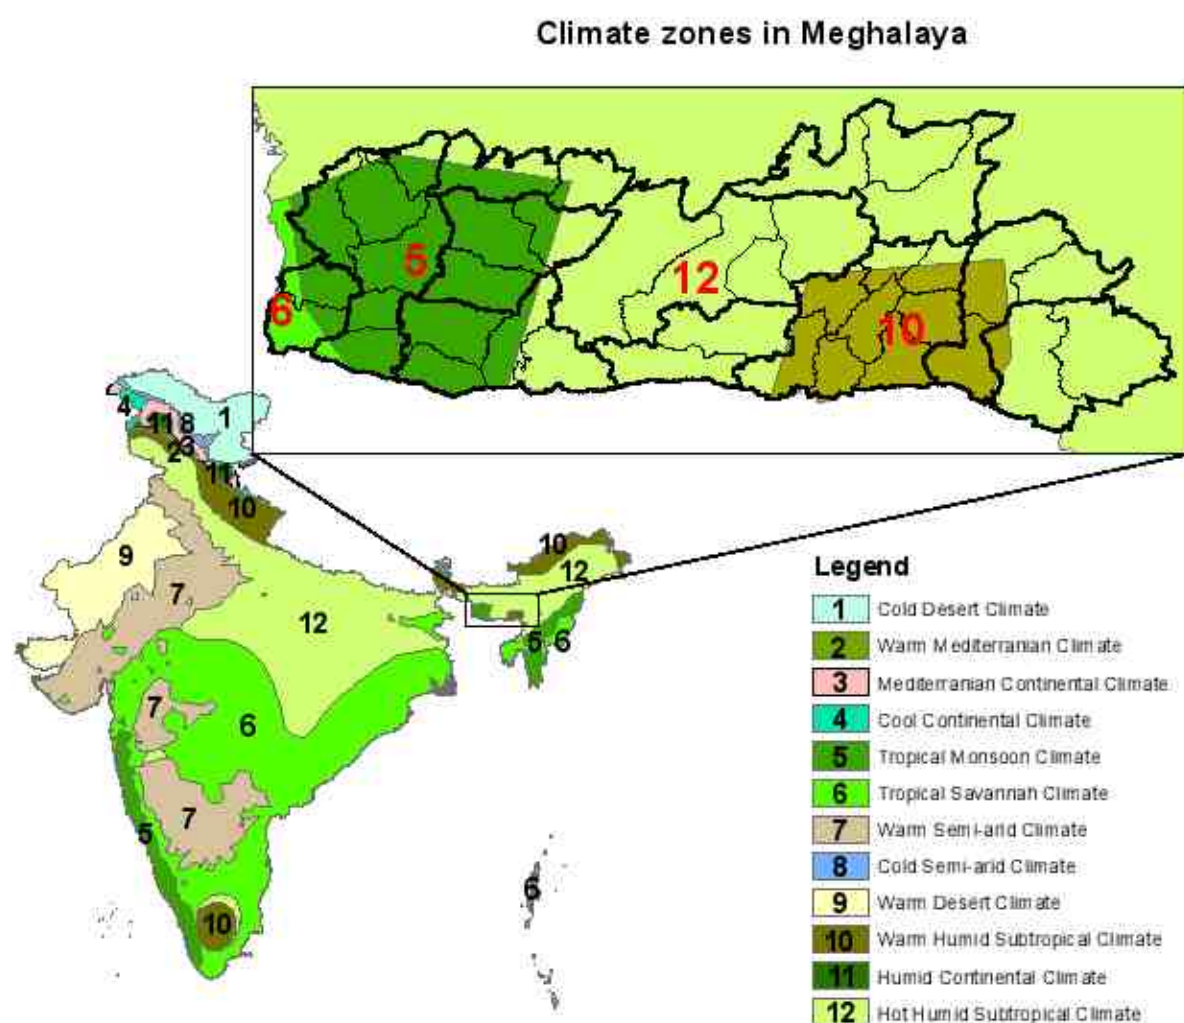 Climate zones in Meghalaya
5
12
6
10
4
11
8
1
3
2
11
10
9
7
10
12
12
5
6
7
6
7
5
6
10
Legend
1 Cold Desert Climate
2 Warm Mediterranian Climate
3 Mediterranian Continental Climate
4 Cool Continental Climate
5 Tropical Monsoon Climate
6 Tropical Savannah Climate
7 Warm Semi-arid Climate
8 Cold Semi-arid Climate
9 Warm Desert Climate
10 Warm Humid Subtropical Climate
11 Humid Continental Climate
12 Hot Humid Subtropical Climate